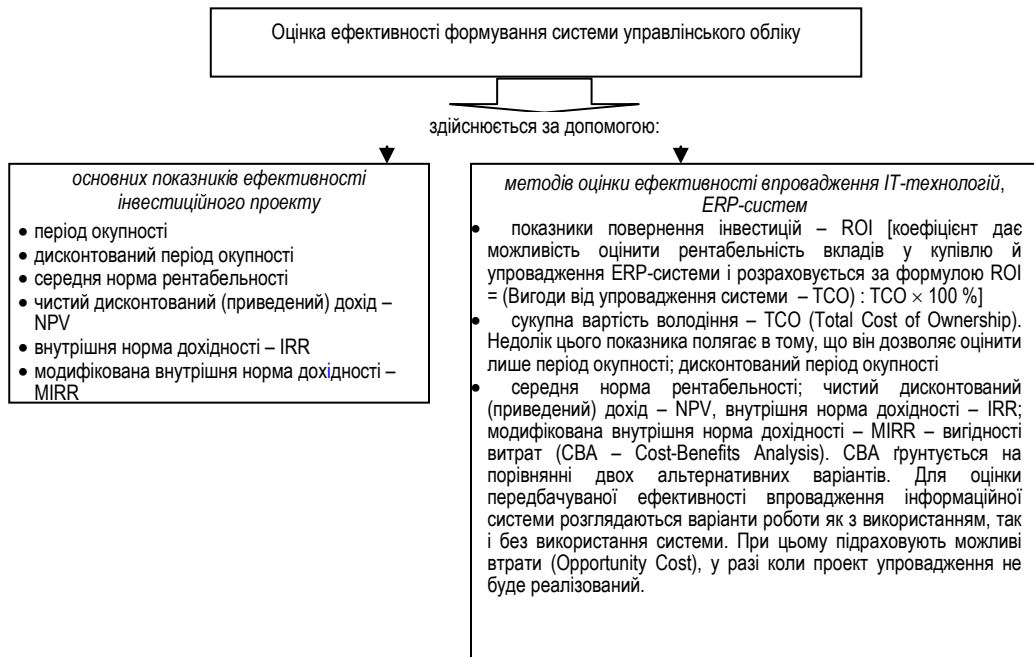 Оцінка ефективності формування системи управлінського обліку
здійснюється за допомогою:
основних показників ефективності
інвестиційного проекту
• період окупності
• дисконтований період окупності
• середня норма рентабельності
• чистий дисконтований (приведений) дохід –
NPV
• внутрішня норма дохідності – IRR
• модифікована внутрішня норма дохідності –
MIRR
методів оцінки ефективності впровадження ІТ-технологій,
ERP-систем
• показники повернення інвестицій – ROI [коефіцієнт дає
можливість оцінити рентабельність вкладів у купівлю й
упровадження ERP-системи і розраховується за формулою ROI
= (Вигоди від упровадження системи – TCO) : TCO × 100 %]
• сукупна вартість володіння – TCO (Total Cost of Ownership).
Недолік цього показника полягає в тому, що він дозволяє оцінити
лише період окупності; дисконтований період окупності
• середня норма рентабельності; чистий дисконтований
(приведений) дохід – NPV, внутрішня норма дохідності – IRR;
модифікована внутрішня норма дохідності – MIRR – вигідності
витрат (CBA – Cost-Benefits Analysis). CBA ґрунтується на
порівнянні двох альтернативних варіантів. Для оцінки
передбачуваної ефективності впровадження інформаційної
системи розглядаються варіанти роботи як з використанням, так
і без використання системи. При цьому підраховують можливі
втрати (Opportunity Cost), у разі коли проект упровадження не
буде реалізований.